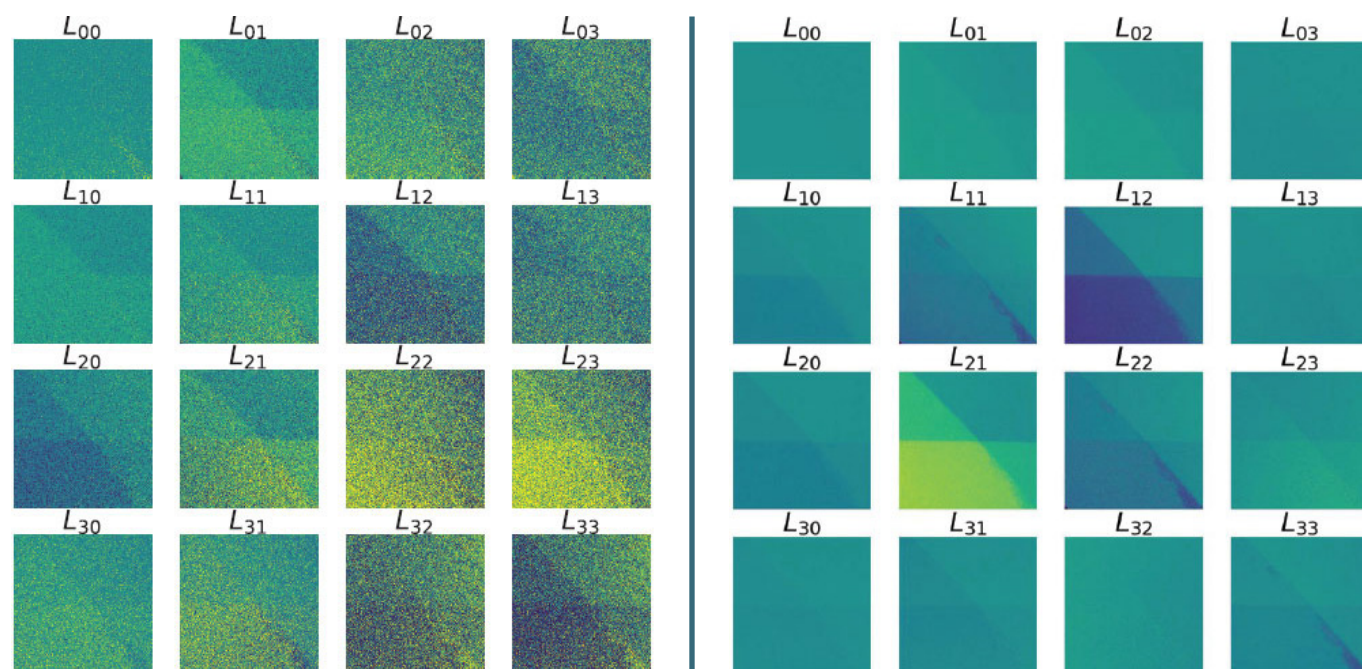 L₀₀ L₀₁ L₀₂ L₀₃ L₀₀ L₀₁ L₀₂ L₀₃
L₁₀ L₁₁ L₁₂ L₁₃ L₁₀ L₁₁ L₁₂ L₁₃
L₂₀ L₂₁ L₂₂ L₂₃ L₂₀ L₂₁ L₂₂ L₂₃
L₃₀ L₃₁ L₃₂ L₃₃ L₃₀ L₃₁ L₃₂ L₃₃